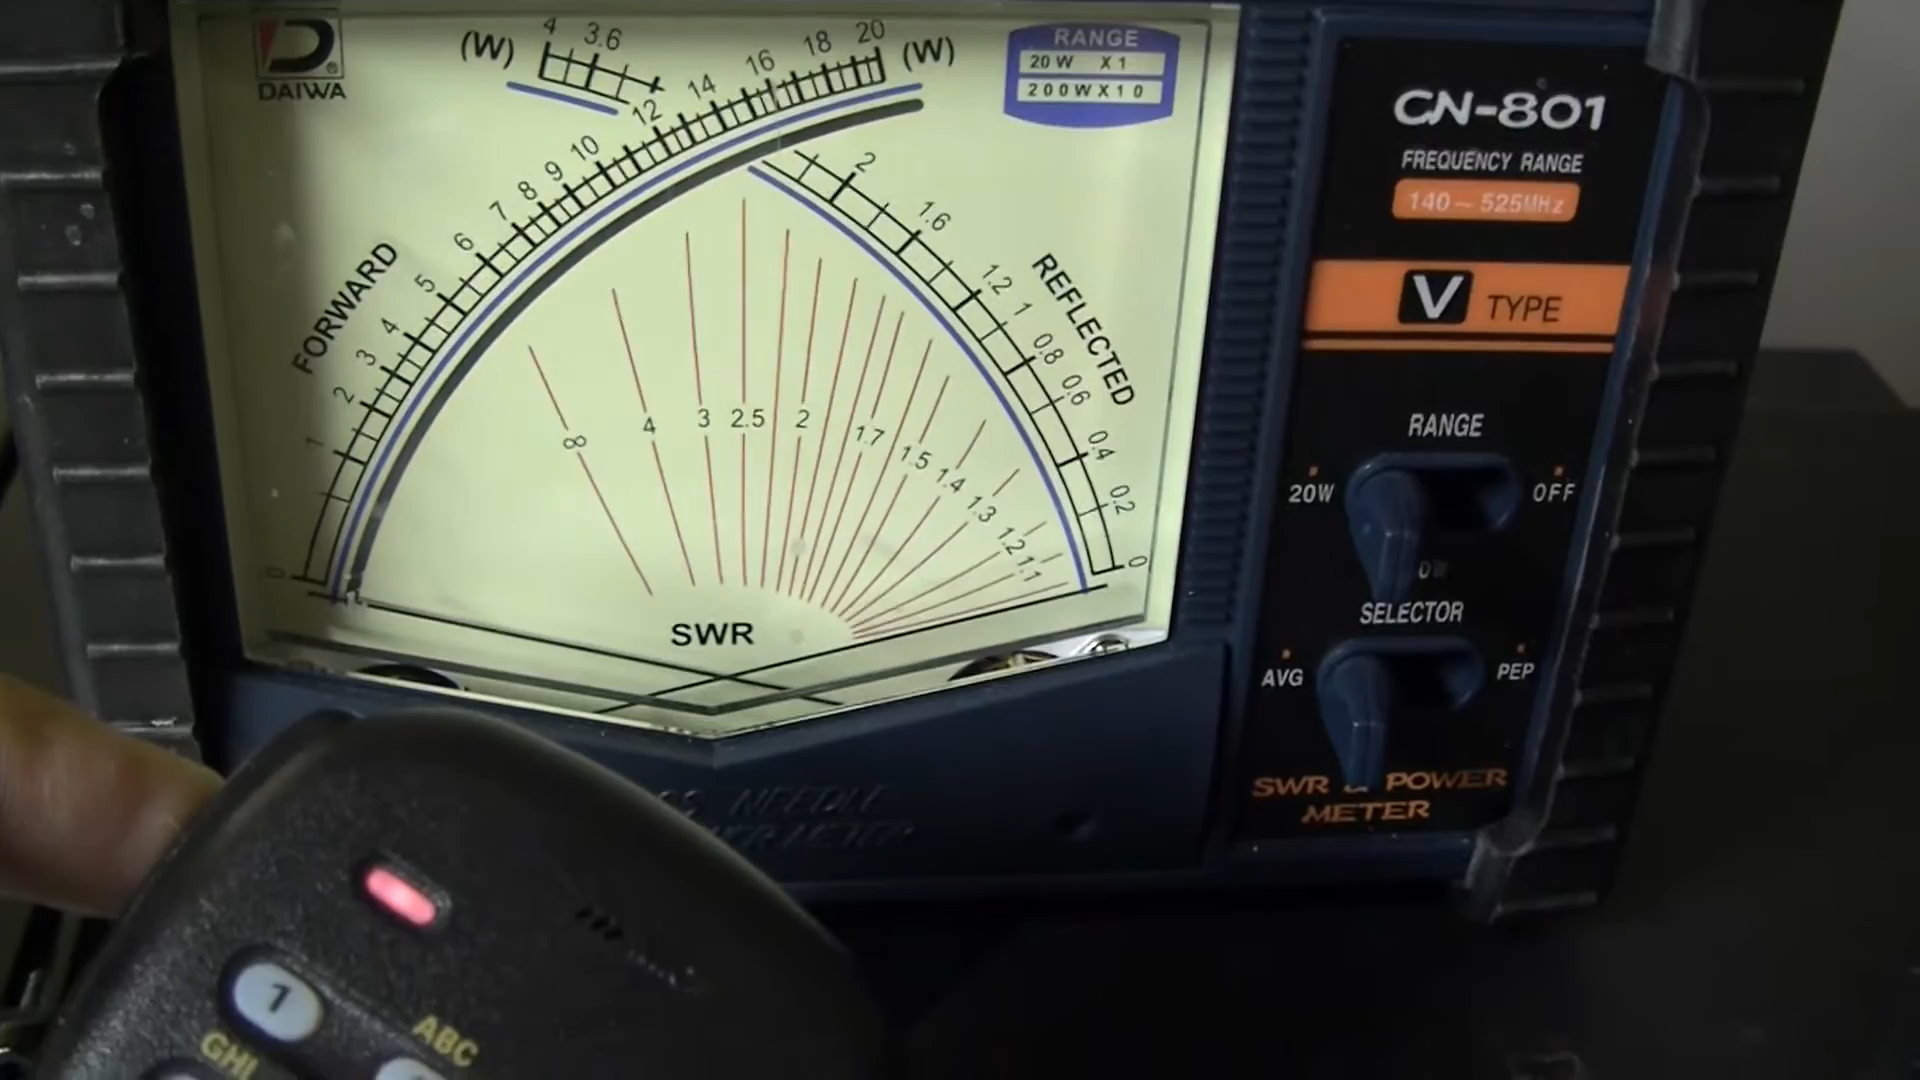 DAIWA
(W) 4 3.6
(W)
20 18 16 14 12 10 9 8 7 6 5 4 3 2 1 0
FORWARD
RANGE
20W X1
200W X10
2 1.6 1.2 1 0.8 0.6 0.4 0.2 0
REFLECTED
∞ 4 3 2.5 2 1.7 1.5 1.4 1.3 1.2 1.1
SWR
NEEDLE
METER
CN-801
FREQUENCY RANGE
140~525MHz
V TYPE
RANGE
20W
OFF
0W
SELECTOR
AVG
PEP
SWR & POWER
METER
1
ABC
GHI